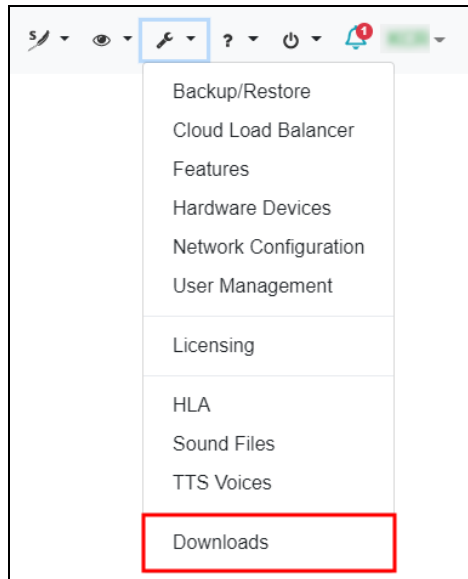 S ?
1
Backup/Restore
Cloud Load Balancer
Features
Hardware Devices
Network Configuration
User Management
Licensing
HLA
Sound Files
TTS Voices
Downloads